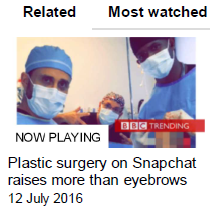 Related Most watched
BBC TRENDING
NOW PLAYING
Plastic surgery on Snapchat
raises more than eyebrows
12 July 2016